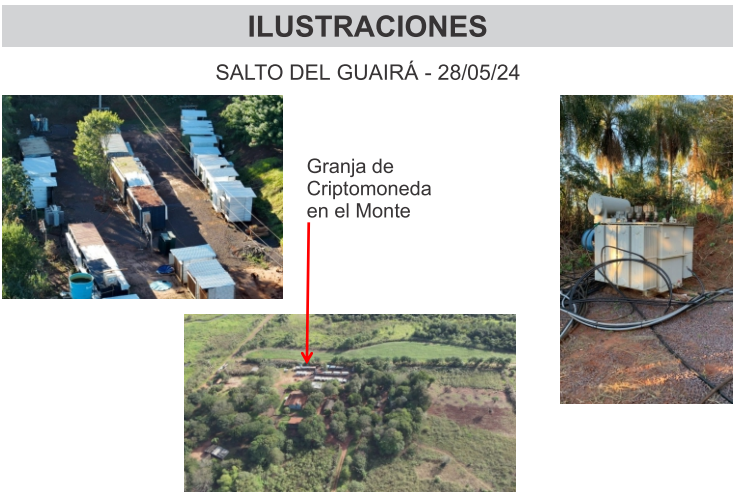 ILUSTRACIONES
SALTO DEL GUAIRÁ - 28/05/24
Granja de
Criptomoneda
en el Monte